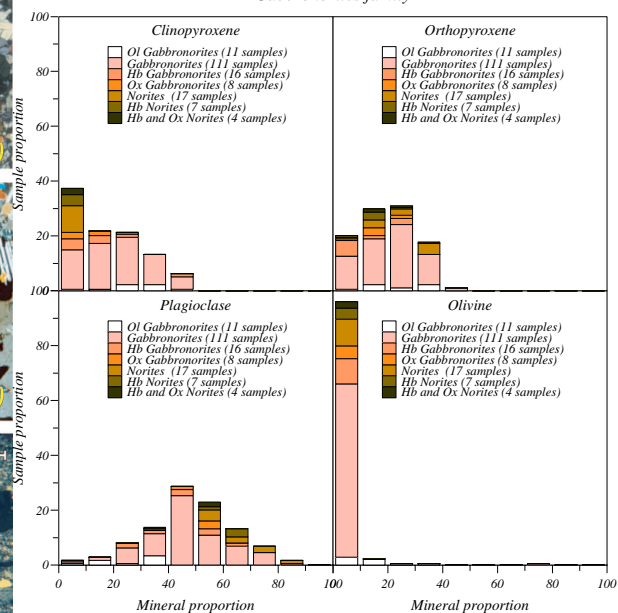 Clinopyroxene
Ol Gabbronorites (11 samples)
Gabbronorites (111 samples)
Hb Gabbronorites (16 samples)
Ox Gabbronorites (8 samples)
Norites (17 samples)
Hb Norites (7 samples)
Hb and Ox Norites (4 samples)
100
80
60
40
20
Sample proportion
Orthopyroxene
Ol Gabbronorites (11 samples)
Gabbronorites (111 samples)
Hb Gabbronorites (16 samples)
Ox Gabbronorites (8 samples)
Norites (17 samples)
Hb Norites (7 samples)
Hb and Ox Norites (4 samples)
Plagioclase
Ol Gabbronorites (11 samples)
Gabbronorites (111 samples)
Hb Gabbronorites (16 samples)
Ox Gabbronorites (8 samples)
Norites (17 samples)
Hb Norites (7 samples)
Hb and Ox Norites (4 samples)
80
60
40
20
0
Sample proportion
0 20 40 60 80
Mineral proportion
Olivine
Ol Gabbronorites (11 samples)
Gabbronorites (111 samples)
Hb Gabbronorites (16 samples)
Ox Gabbronorites (8 samples)
Norites (17 samples)
Hb Norites (7 samples)
Hb and Ox Norites (4 samples)
20 40 60 80 100
Mineral proportion